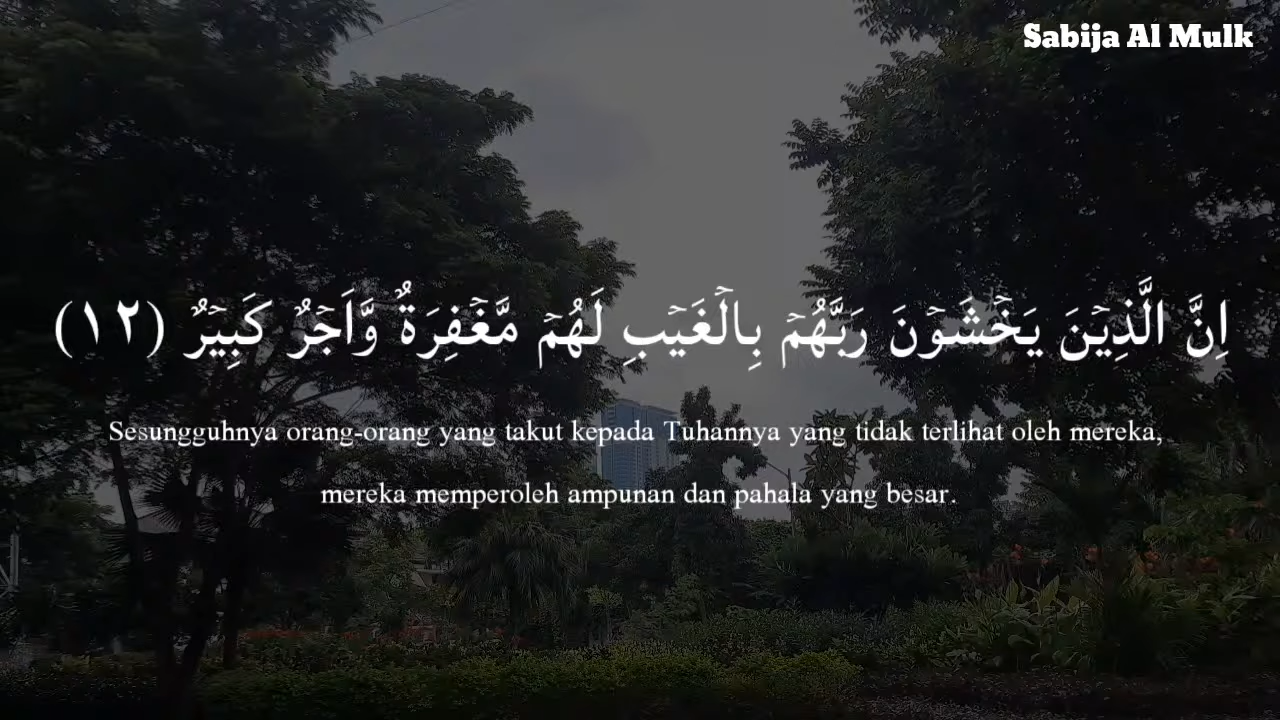 Sabija Al Mulk
اِنَّ الَّذِيْنَ يَخْشَوْنَ رَبَّهُمْ بِالْغَيْبِ لَهُمْ مَّغْفِرَةٌ وَّاَجْرٌ كَبِيْرٌ (١٢)
Sesungguhnya orang-orang yang takut kepada Tuhannya yang tidak terlihat oleh mereka,
mereka memperoleh ampunan dan pahala yang besar.